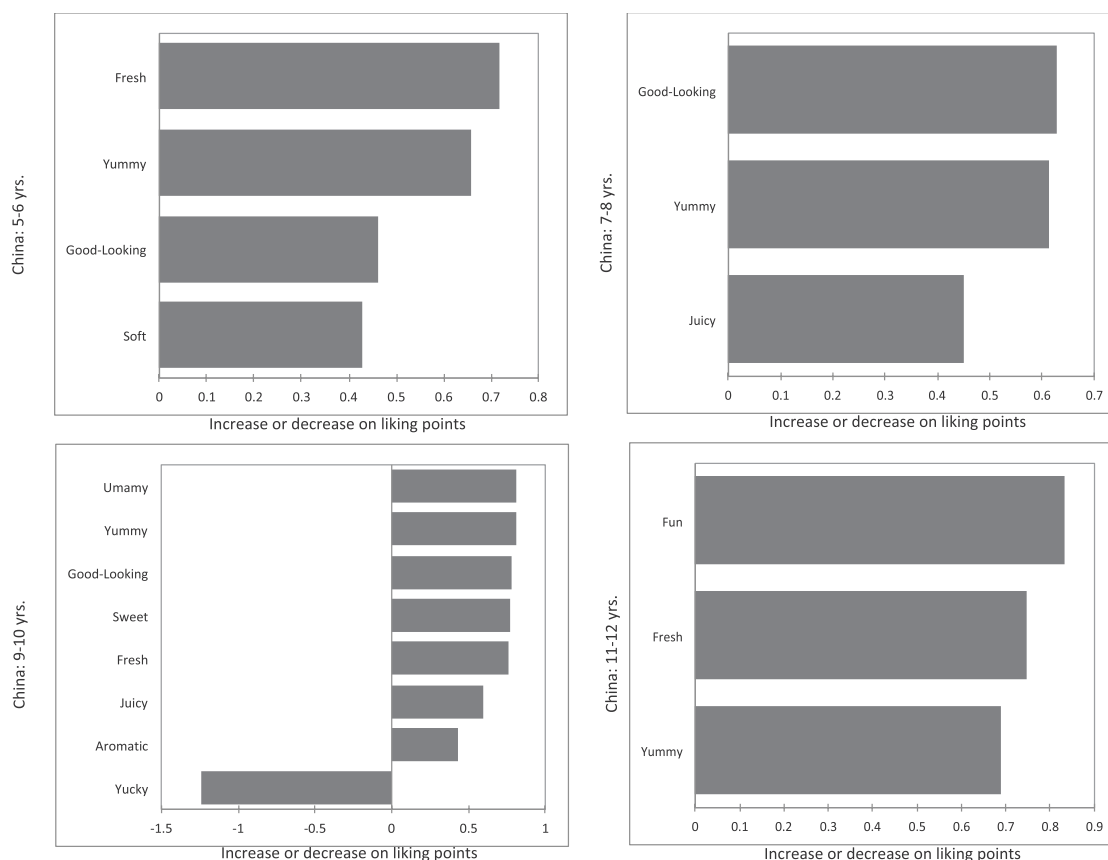 China: 5-6 yrs.
Fresh
Yummy
Good-Looking
Soft
0 0.1 0.2 0.3 0.4 0.5 0.6 0.7 0.8
Increase or decrease on liking points
China: 7-8 yrs.
Good-Looking
Yummy
Juicy
0 0.1 0.2 0.3 0.4 0.5 0.6 0.7
Increase or decrease on liking points
China: 9-10 yrs.
Umamy
Yummy
Good-Looking
Sweet
Fresh
Juicy
Aromatic
Yucky
-1.5 -1 -0.5 0 0.5 1
Increase or decrease on liking points
China: 11-12 yrs.
Fun
Fresh
Yummy
0 0.1 0.2 0.3 0.4 0.5 0.6 0.7 0.8 0.9
Increase or decrease on liking points